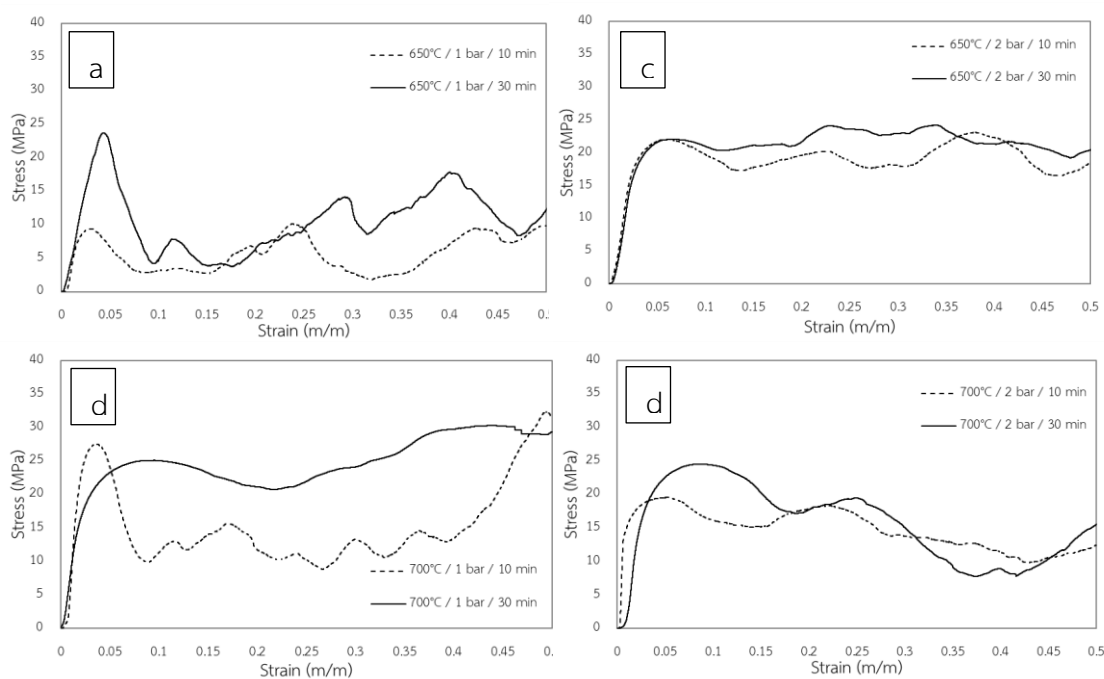 40
35
30
25
20
15
10
5
0
Stress (MPa)
a
650°C / 1 bar / 10 min
650°C / 1 bar / 30 min
0 0.05 0.1 0.15 0.2 0.25 0.3 0.35 0.4 0.45 0.5
Strain (m/m)
40
35
30
25
20
15
10
5
0
Stress (MPa)
c
650°C / 2 bar / 10 min
650°C / 2 bar / 30 min
0 0.05 0.1 0.15 0.2 0.25 0.3 0.35 0.4 0.45 0.5
Strain (m/m)
40
35
30
25
20
15
10
5
0
Stress (MPa)
d
700°C / 1 bar / 10 min
700°C / 1 bar / 30 min
0 0.05 0.1 0.15 0.2 0.25 0.3 0.35 0.4 0.45 0.
Strain (m/m)
40
35
30
25
20
15
10
5
0
Stress (MPa)
d
700°C / 2 bar / 10 min
700°C / 2 bar / 30 min
0 0.05 0.1 0.15 0.2 0.25 0.3 0.35 0.4 0.45 0.5
Strain (m/m)